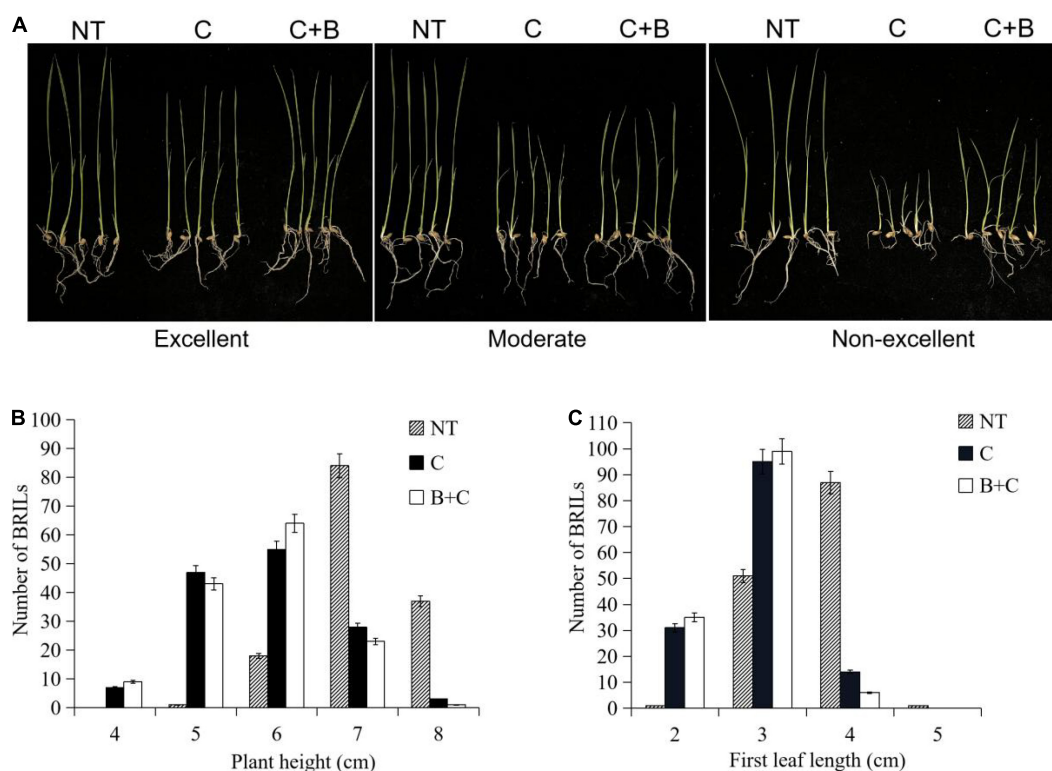 A
NT C C+B NT C C+B NT C C+B
Excellent Moderate Non-excellent
B
100
90
80
70
60
50
40
30
20
10
0
Number of BRILs
NT
C
B+C
4 5 6 7 8
Plant height (cm)
C
110
100
90
80
70
60
50
40
30
20
10
0
Number of BRILs
NT
C
B+C
2 3 4 5
First leaf length (cm)